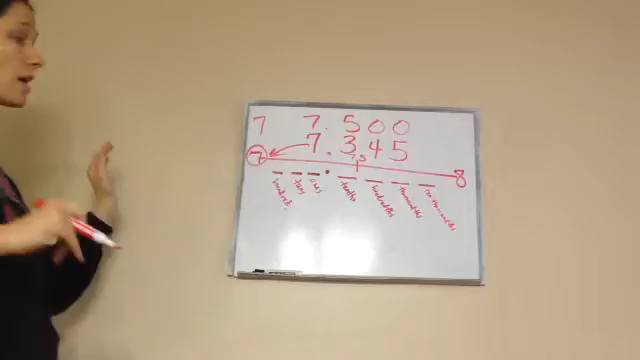 7 7.500
7.345
7 7.5 8
hundreds tens ones . tenths hundredths thousandths ten thousandths